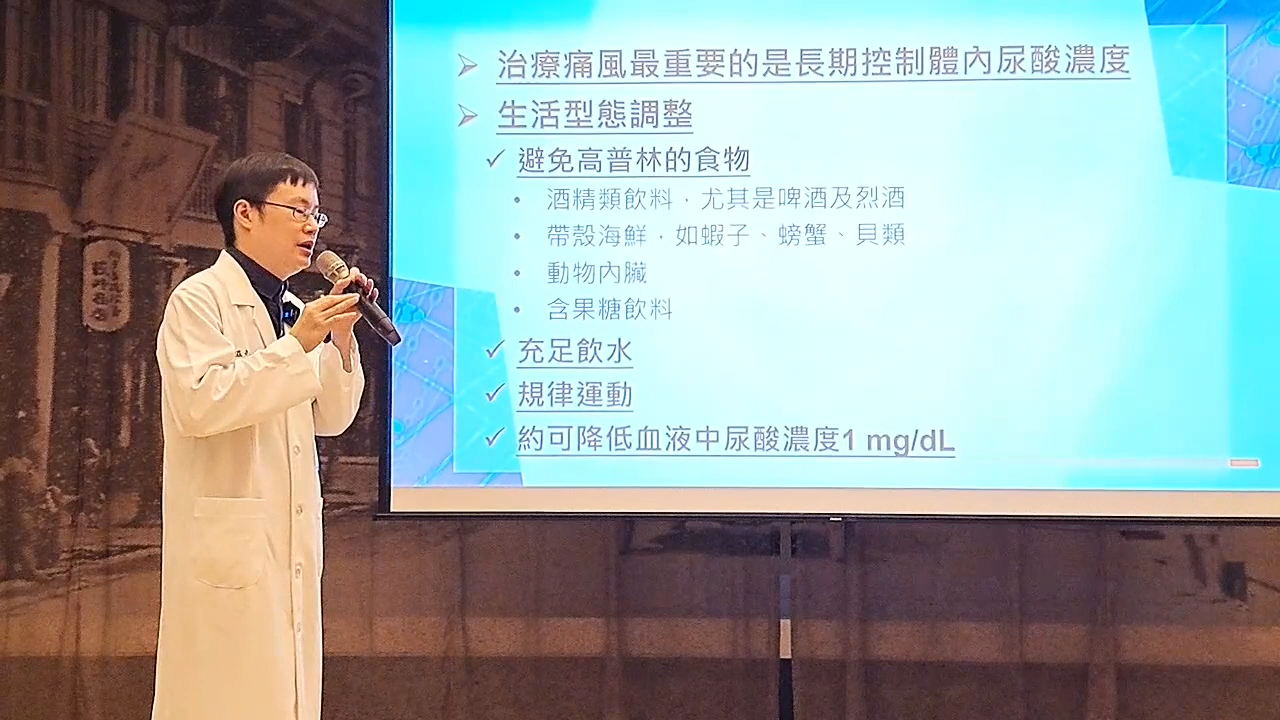 ➢ 治療痛風最重要的是長期控制體內尿酸濃度
➢ 生活型態調整
✓ 避免高普林的食物
• 酒精類飲料，尤其是啤酒及烈酒
• 帶殼海鮮，如蝦子、螃蟹、貝類
• 動物內臟
• 含果糖飲料
✓ 充足飲水
✓ 規律運動
✓ 約可降低血液中尿酸濃度1 mg/dL